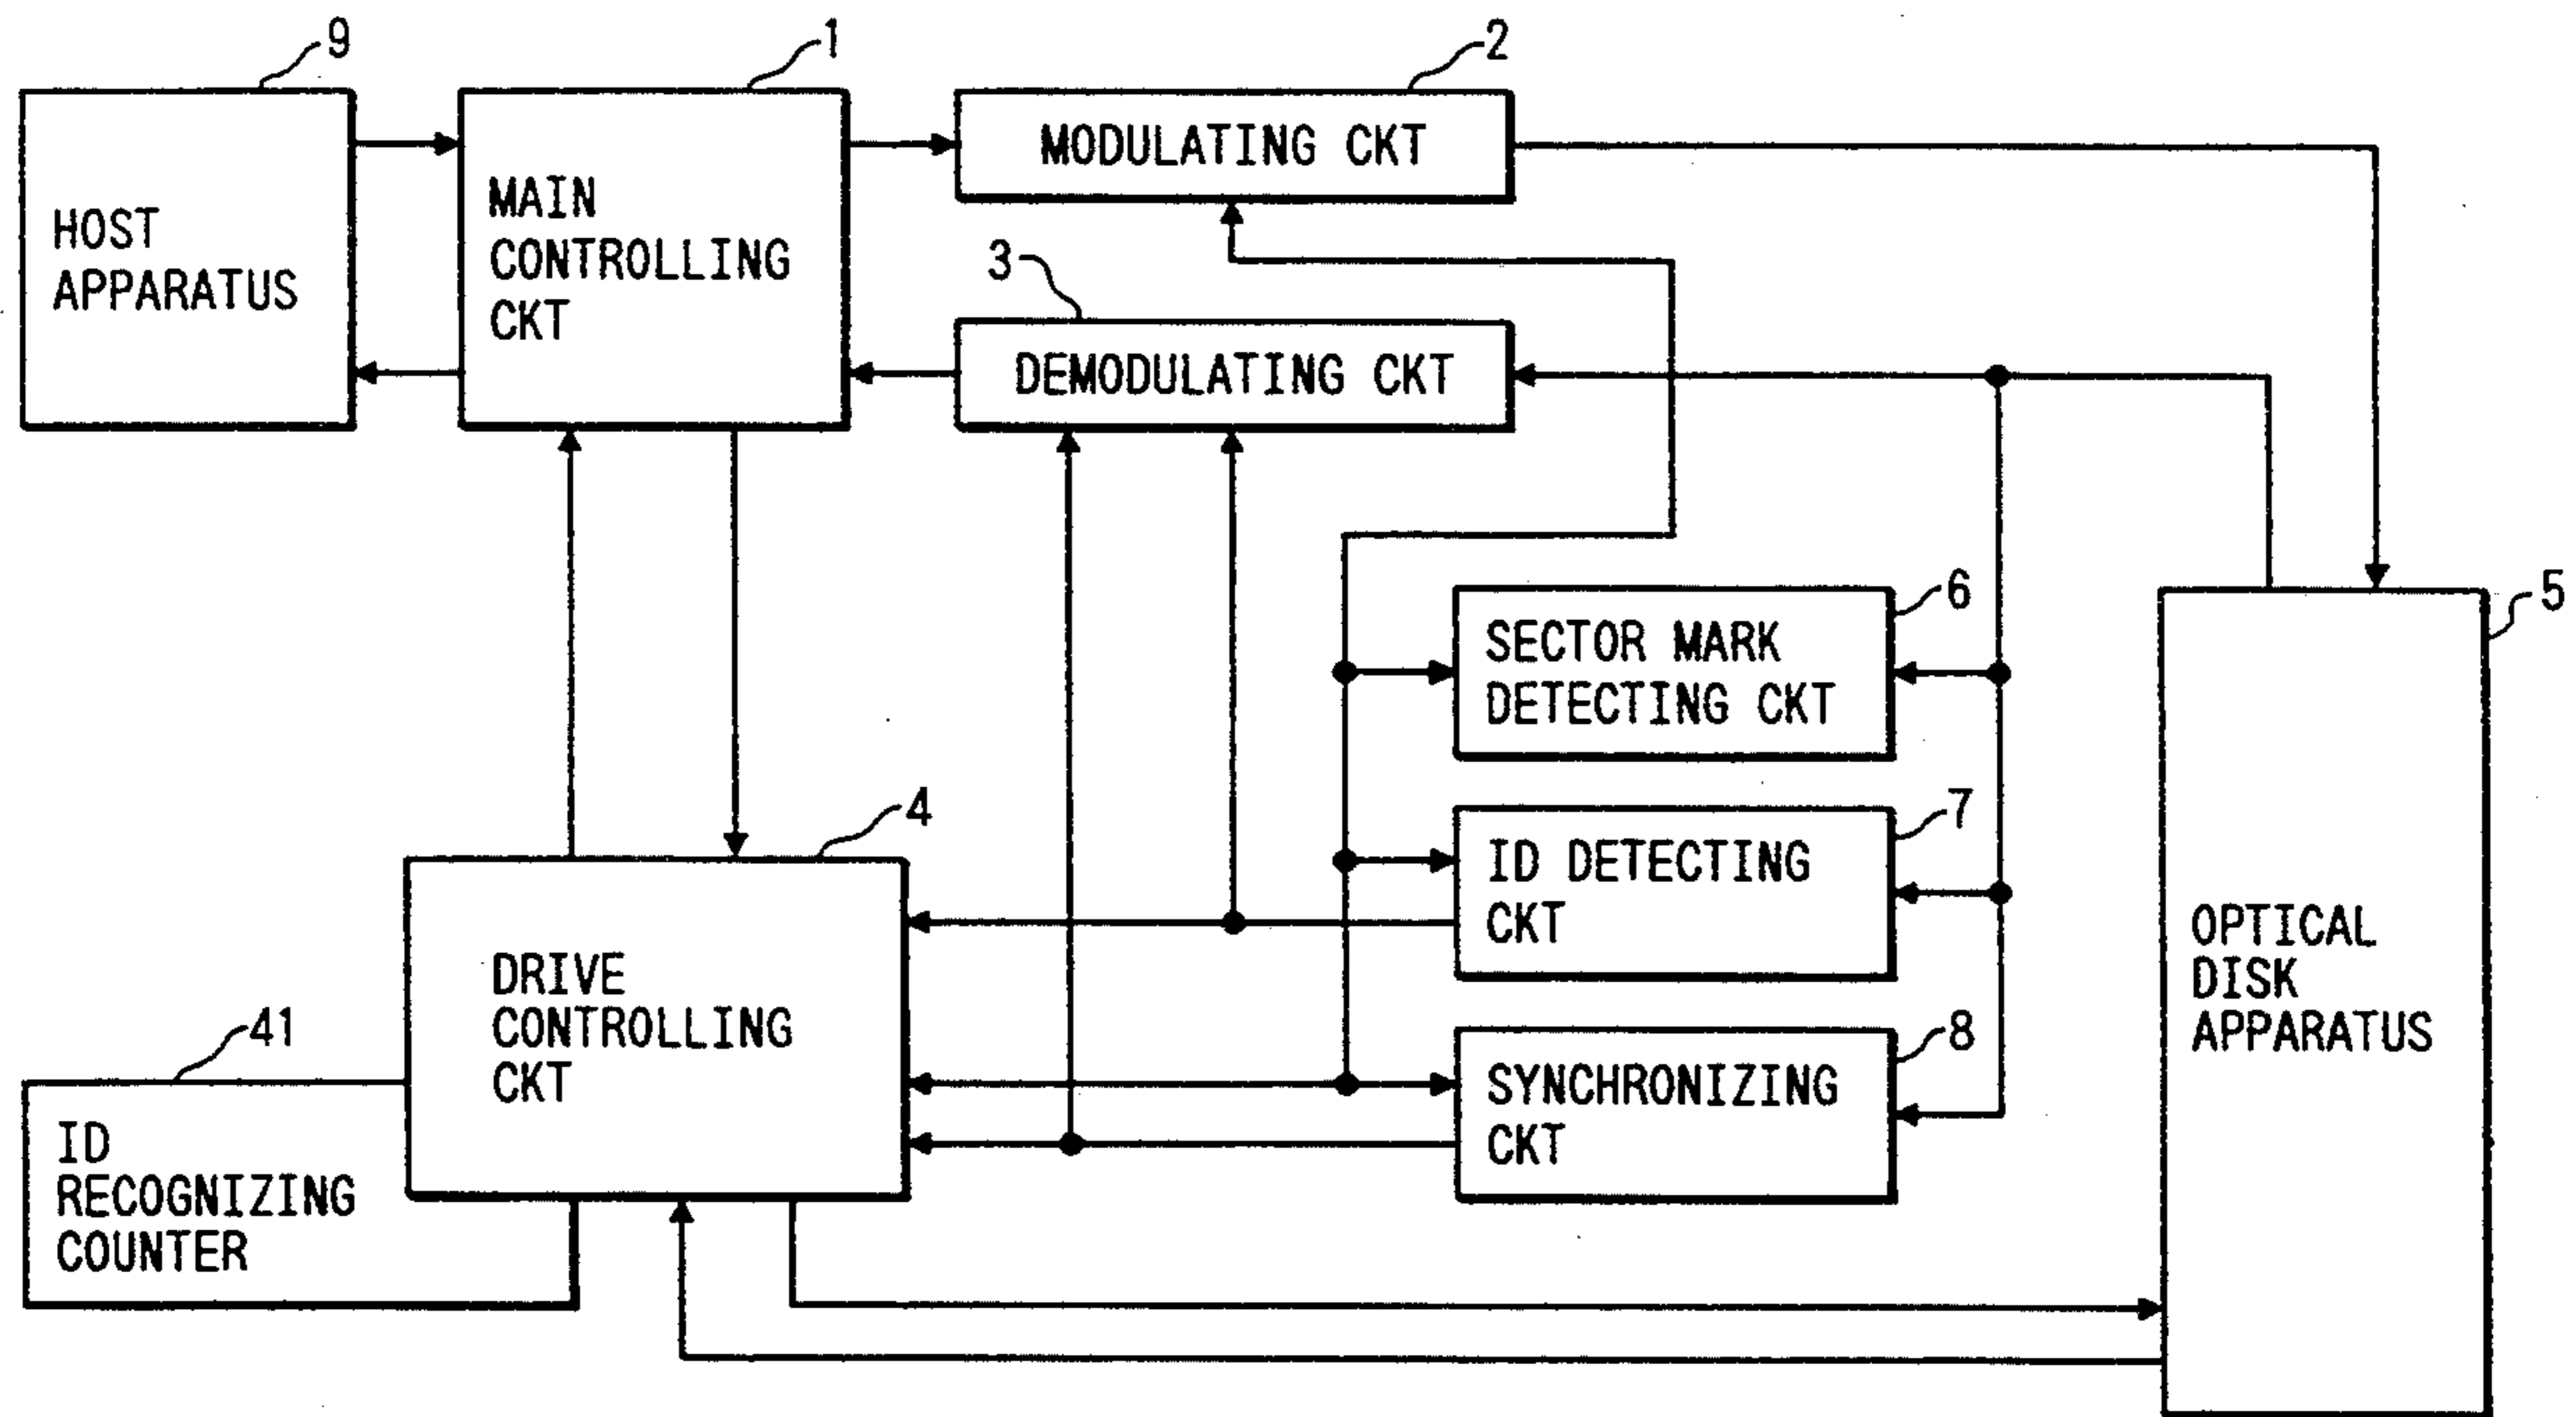 9
1
2
HOST
APPARATUS
MAIN
CONTROLLING
CKT
MODULATING CKT
3
DEMODULATING CKT
6
SECTOR MARK
DETECTING CKT
5
OPTICAL
DISK
APPARATUS
4
DRIVE
CONTROLLING
CKT
7
ID DETECTING
CKT
41
ID
RECOGNIZING
COUNTER
8
SYNCHRONIZING
CKT